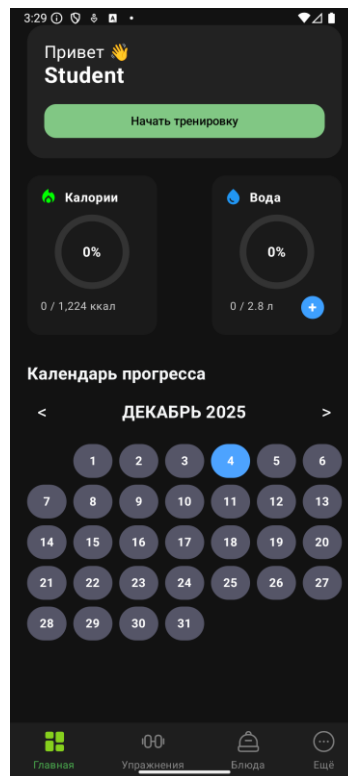 3:29
Привет 👋
Student
Начать тренировку
Калории
Вода
0%
0%
0 / 1,224 ккал
0 / 2.8 л
+
Календарь прогресса
< ДЕКАБРЬ 2025 >
1 2 3 4 5 6
7 8 9 10 11 12 13
14 15 16 17 18 19 20
21 22 23 24 25 26 27
28 29 30 31
Главная
Упражнения
Блюда
Ещё